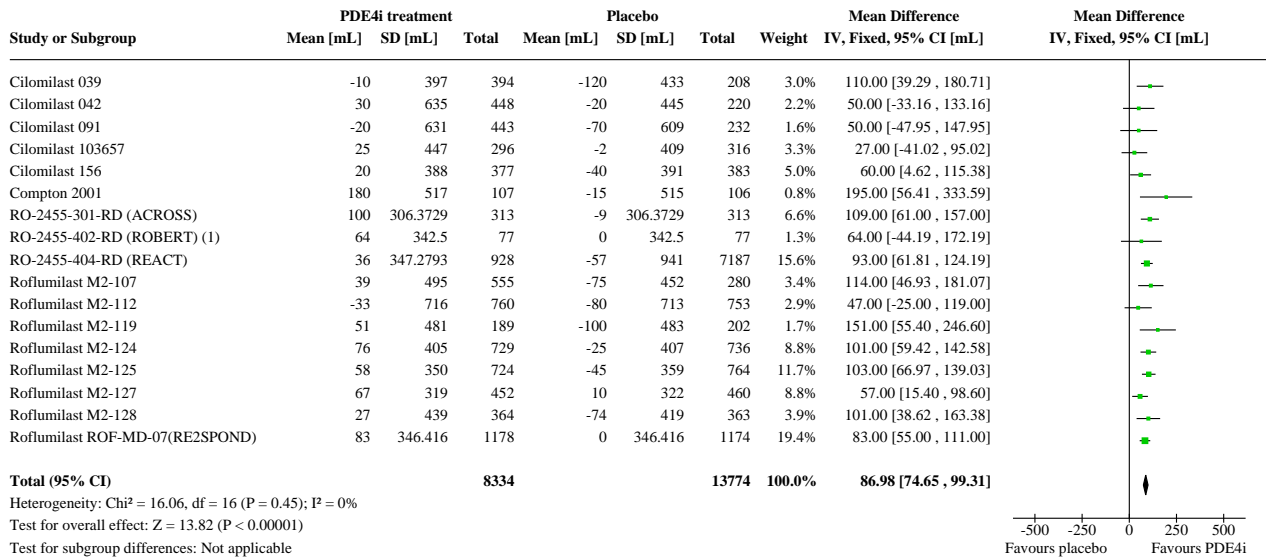 PDE4i treatment Placebo Mean Difference Mean Difference
Study or Subgroup Mean [mL] SD [mL] Total Mean [mL] SD [mL] Total Weight IV, Fixed, 95% CI [mL] IV, Fixed, 95% CI [mL]
Cilomilast 039 -10 397 394 -120 433 208 3.0% 110.00 [39.29 , 180.71]
Cilomilast 042 30 635 448 -20 445 220 2.2% 50.00 [-33.16 , 133.16]
Cilomilast 091 -20 631 443 -70 609 232 1.6% 50.00 [-47.95 , 147.95]
Cilomilast 103657 25 447 296 -2 409 316 3.3% 27.00 [-41.02 , 95.02]
Cilomilast 156 20 388 377 -40 391 383 5.0% 60.00 [4.62 , 115.38]
Compton 2001 180 517 107 -15 515 106 0.8% 195.00 [56.41 , 333.59]
RO-2455-301-RD (ACROSS) 100 306.3729 313 -9 306.3729 313 6.6% 109.00 [61.00 , 157.00]
RO-2455-402-RD (ROBERT) (1) 64 342.5 77 0 342.5 77 1.3% 64.00 [-44.19 , 172.19]
RO-2455-404-RD (REACT) 36 347.2793 928 -57 941 7187 15.6% 93.00 [61.81 , 124.19]
Roflumilast M2-107 39 495 555 -75 452 280 3.4% 114.00 [46.93 , 181.07]
Roflumilast M2-112 -33 716 760 -80 713 753 2.9% 47.00 [-25.00 , 119.00]
Roflumilast M2-119 51 481 189 -100 483 202 1.7% 151.00 [55.40 , 246.60]
Roflumilast M2-124 76 405 729 -25 407 736 8.8% 101.00 [59.42 , 142.58]
Roflumilast M2-125 58 350 724 -45 359 764 11.7% 103.00 [66.97 , 139.03]
Roflumilast M2-127 67 319 452 10 322 460 8.8% 57.00 [15.40 , 98.60]
Roflumilast M2-128 27 439 364 -74 419 363 3.9% 101.00 [38.62 , 163.38]
Roflumilast ROF-MD-07(RE2SPOND) 83 346.416 1178 0 346.416 1174 19.4% 83.00 [55.00 , 111.00]
Total (95% CI) 8334 13774 100.0% 86.98 [74.65 , 99.31]
Heterogeneity: Chi² = 16.06, df = 16 (P = 0.45); I² = 0%
Test for overall effect: Z = 13.82 (P < 0.00001)
Test for subgroup differences: Not applicable
-500 -250 0 250 500
Favours placebo Favours PDE4i